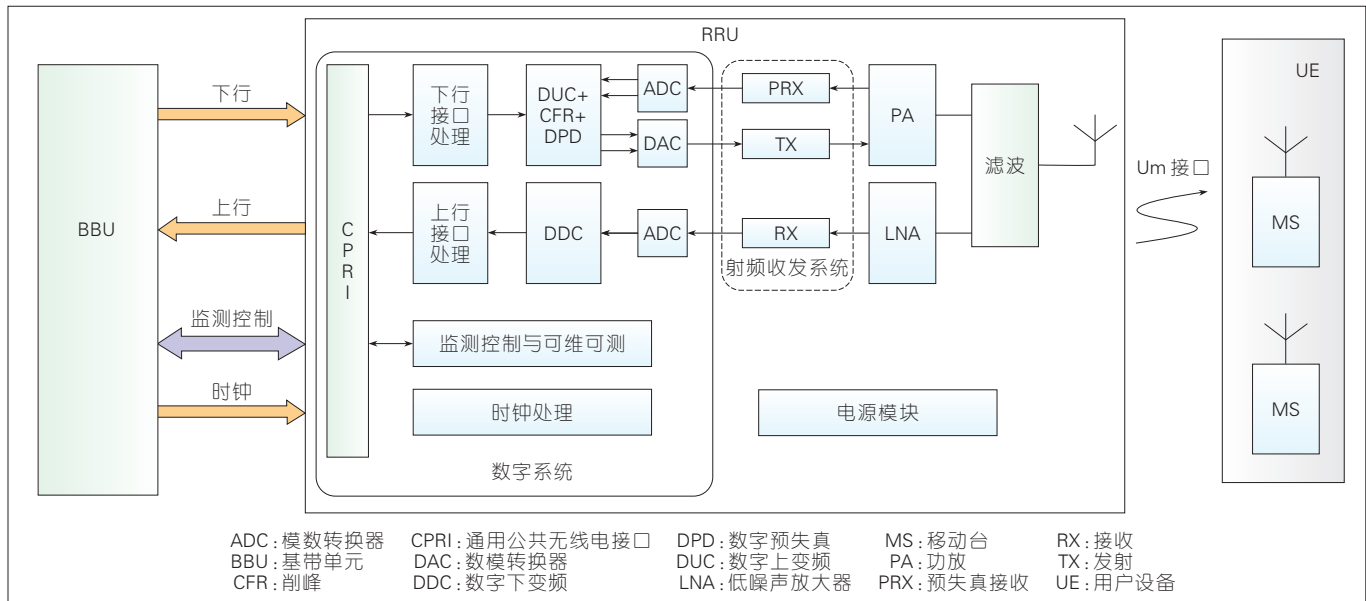 RRU
UE
BBU
下行
上行
监测控制
时钟
C
P
R
I
下行
接口
处理
DUC+
CFR+
DPD
ADC
DAC
PRX
TX
PA
滤波
Um 接口
MS
上行
接口
处理
DDC
ADC
RX
LNA
射频收发系统
监测控制与可维可测
时钟处理
电源模块
数字系统
MS
ADC：模数转换器 CPRI：通用公共无线电接口 DPD：数字预失真 MS：移动台 RX：接收
BBU：基带单元 DAC：数模转换器 DUC：数字上变频 PA：功放 TX：发射
CFR：削峰 DDC：数字下变频 LNA：低噪声放大器 PRX：预失真接收 UE：用户设备